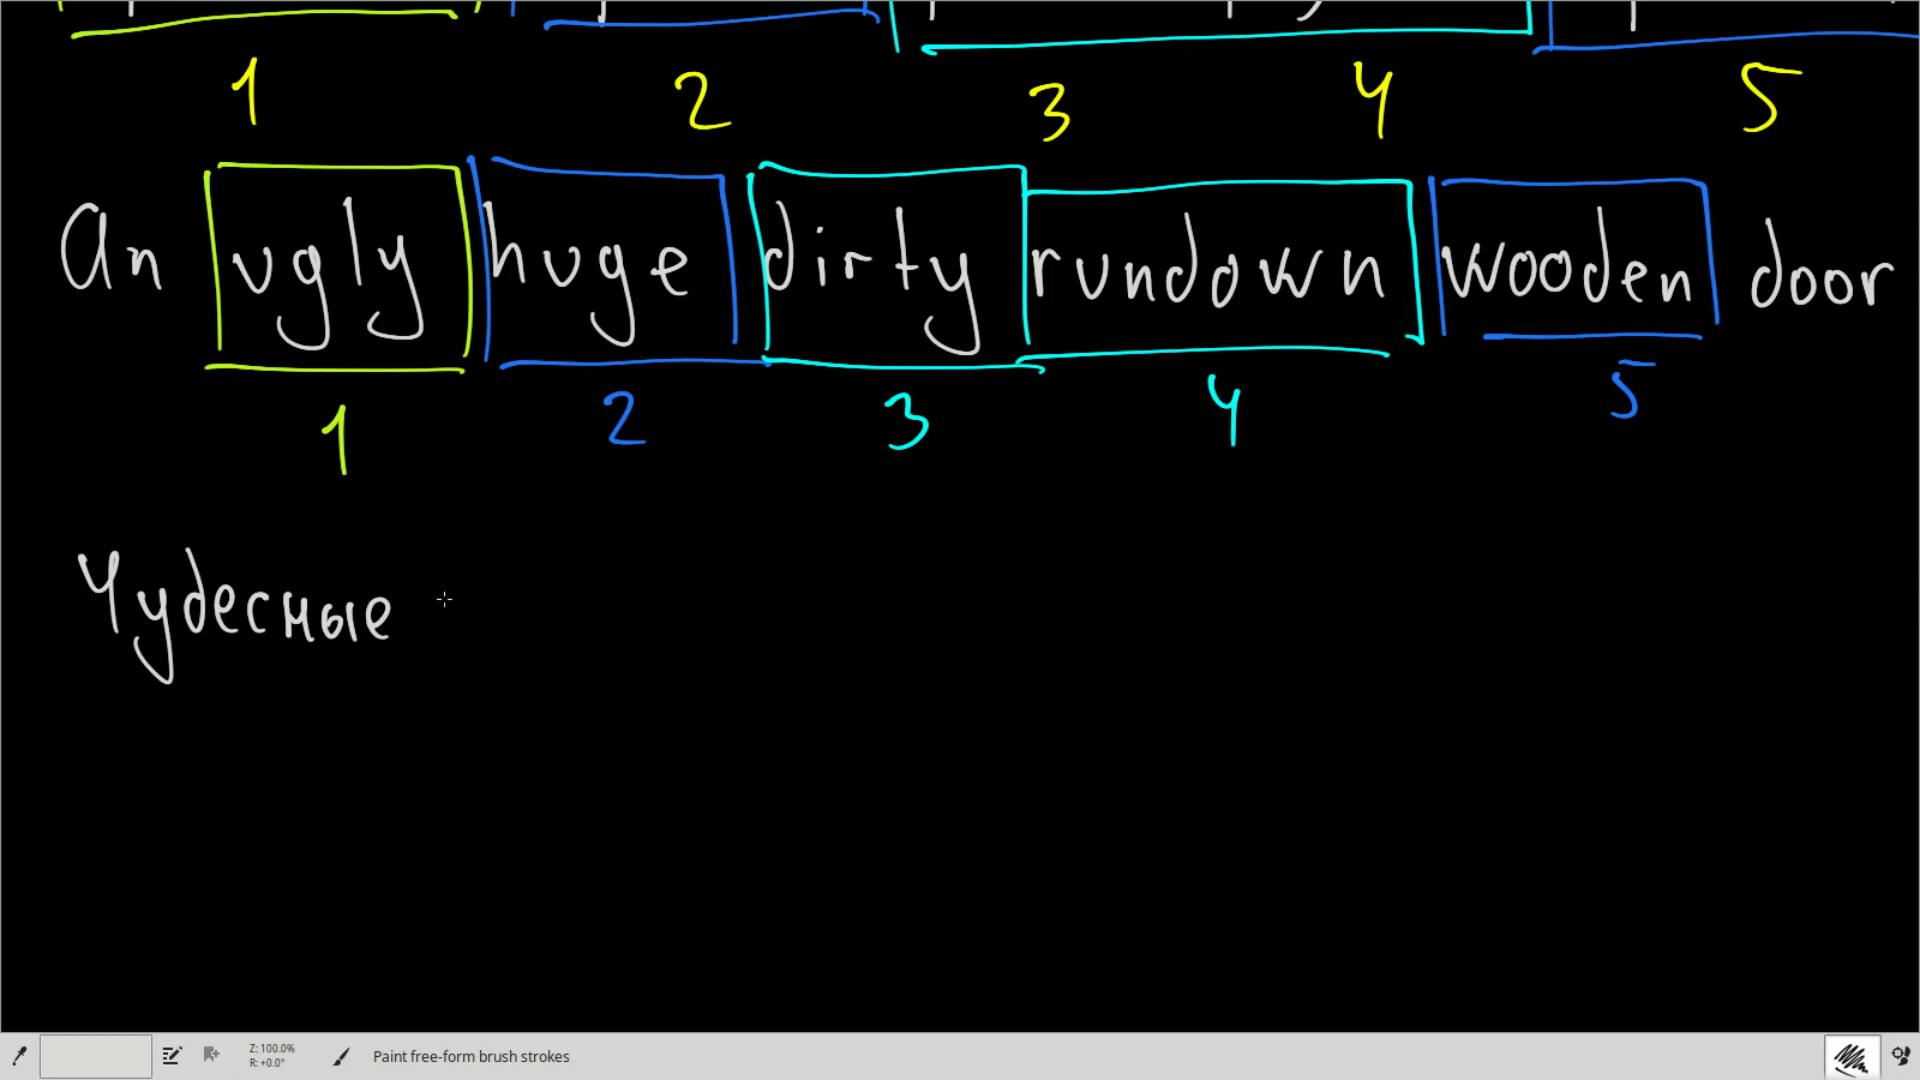 1 2 3 4 5
An ugly huge dirty rundown wooden door
1 2 3 4 5
Чудесные
Z: 100.0%
R: +0.0°
Paint free-form brush strokes